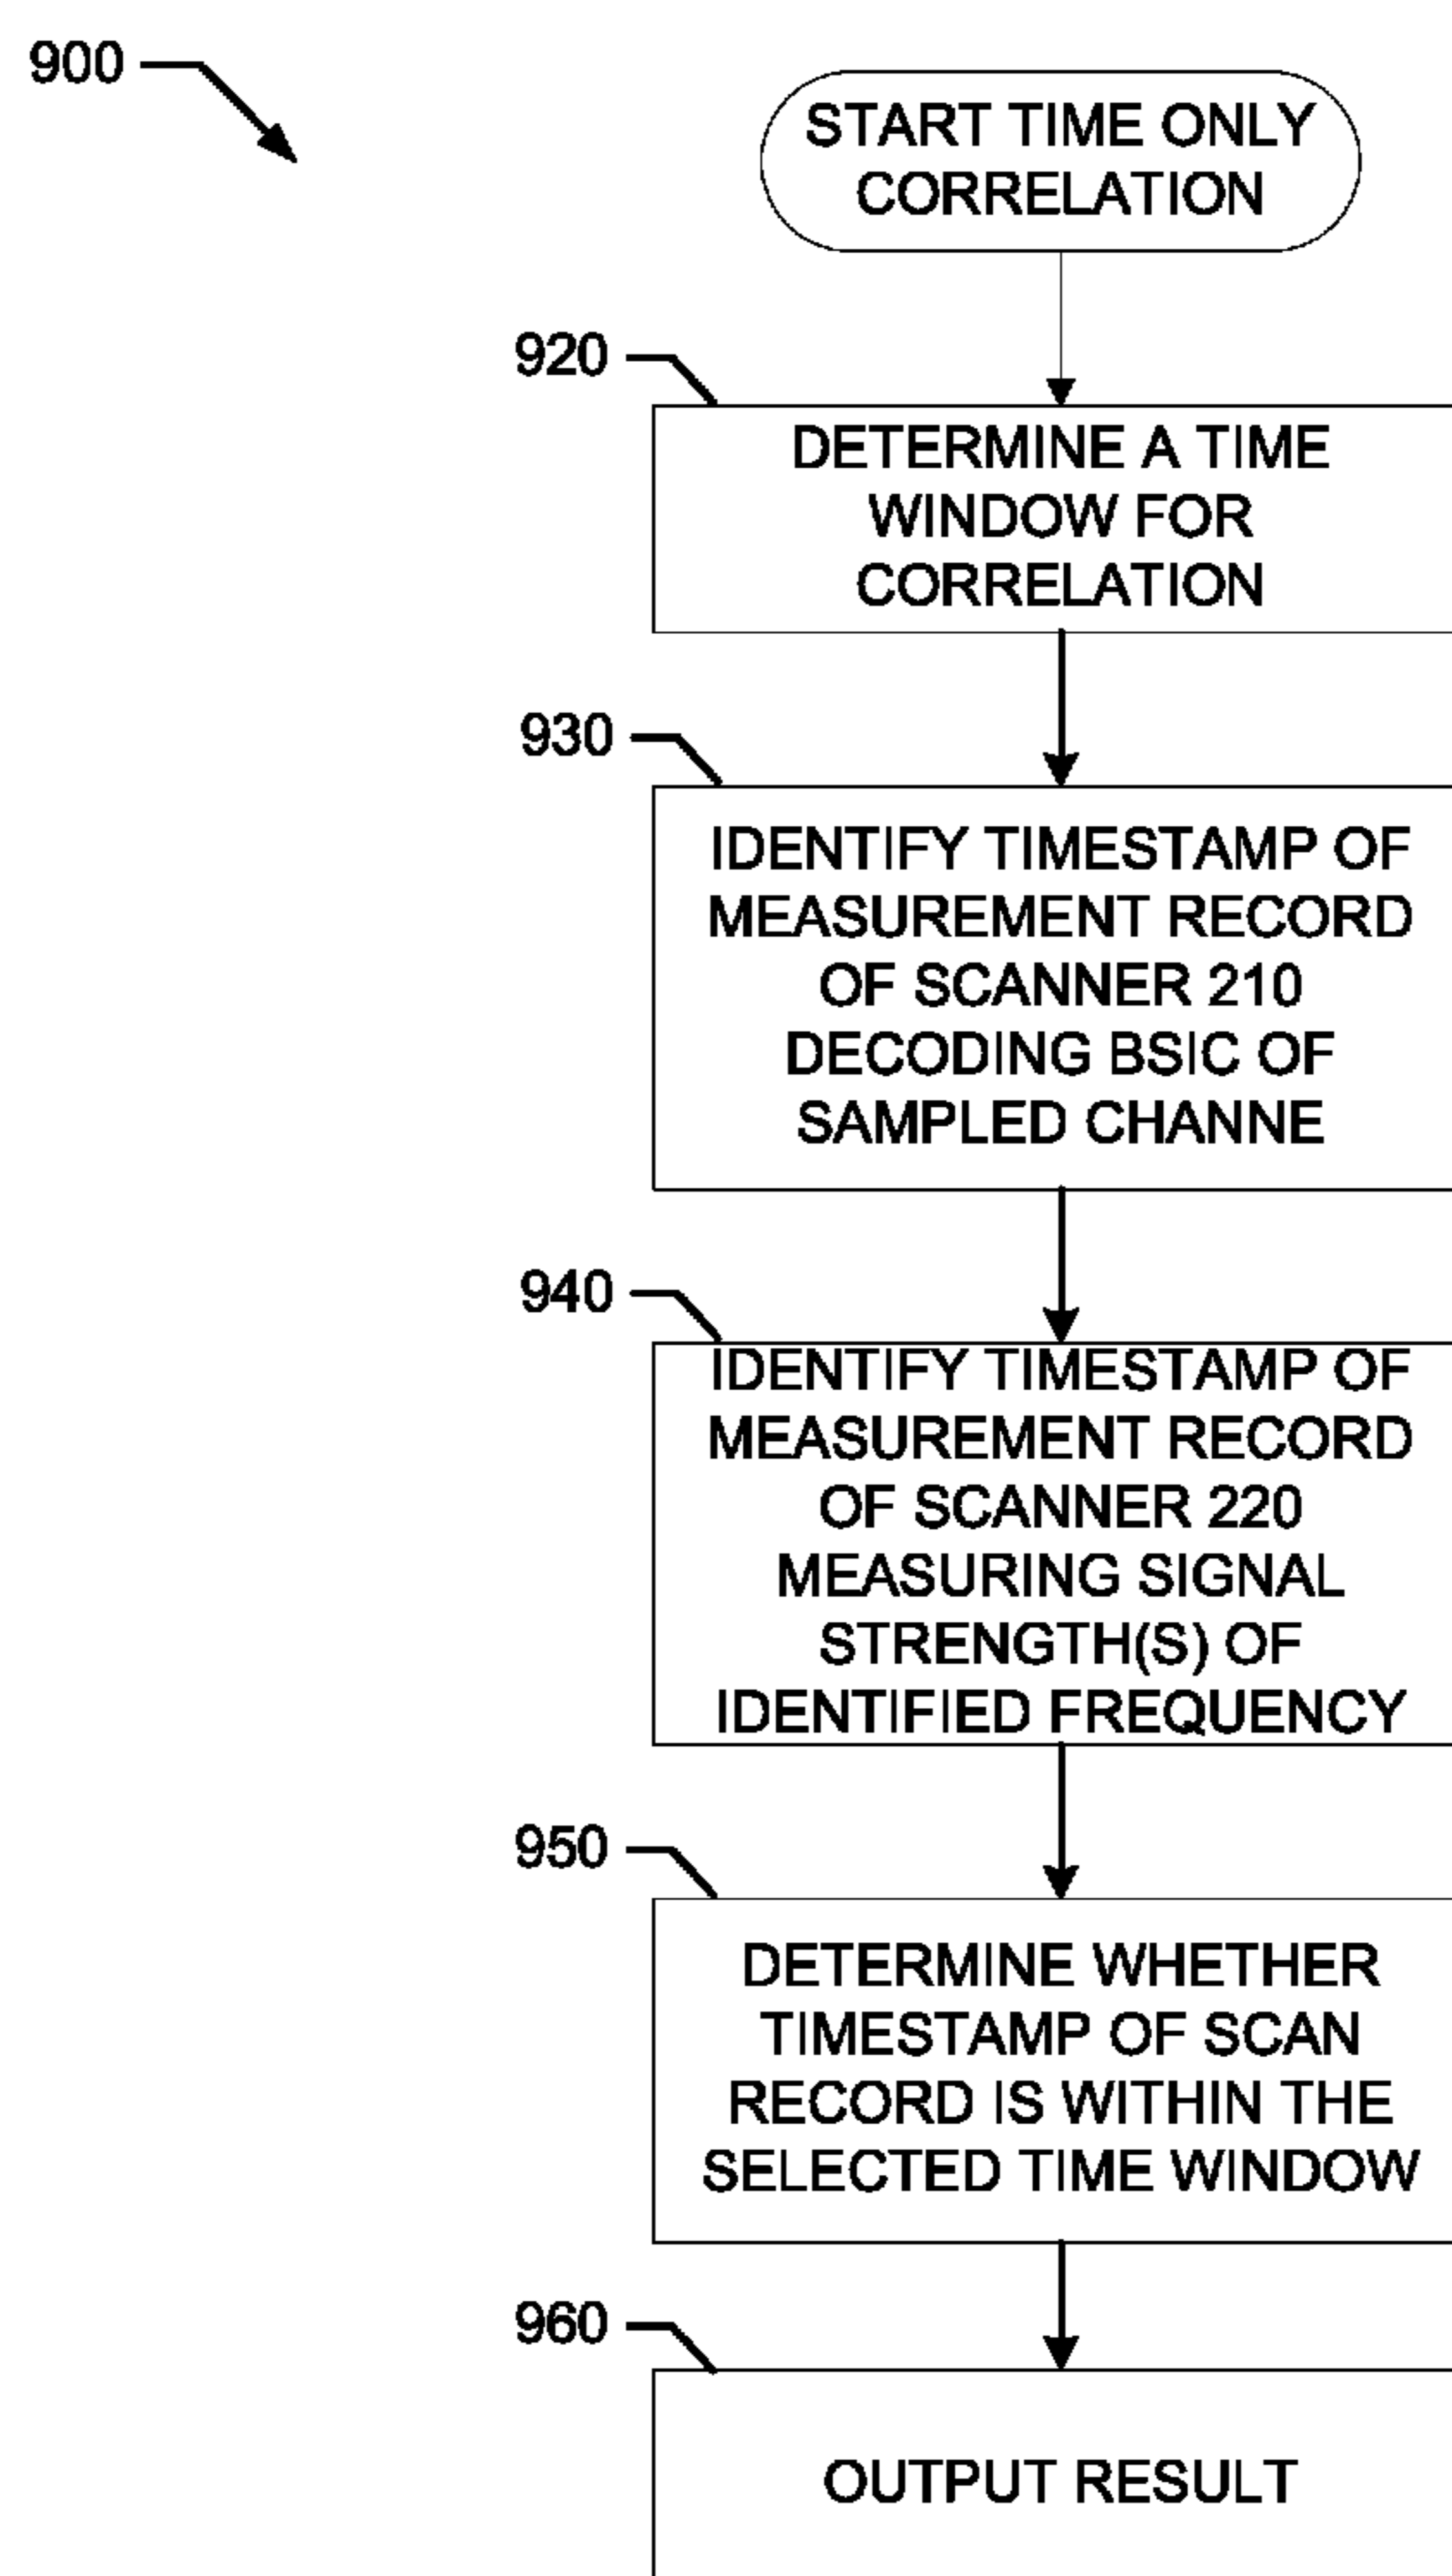 900
START TIME ONLY
CORRELATION
920
DETERMINE A TIME
WINDOW FOR
CORRELATION
930
IDENTIFY TIMESTAMP OF
MEASUREMENT RECORD
OF SCANNER 210
DECODING BSIC OF
SAMPLED CHANNE
940
IDENTIFY TIMESTAMP OF
MEASUREMENT RECORD
OF SCANNER 220
MEASURING SIGNAL
STRENGTH(S) OF
IDENTIFIED FREQUENCY
950
DETERMINE WHETHER
TIMESTAMP OF SCAN
RECORD IS WITHIN THE
SELECTED TIME WINDOW
960
OUTPUT RESULT